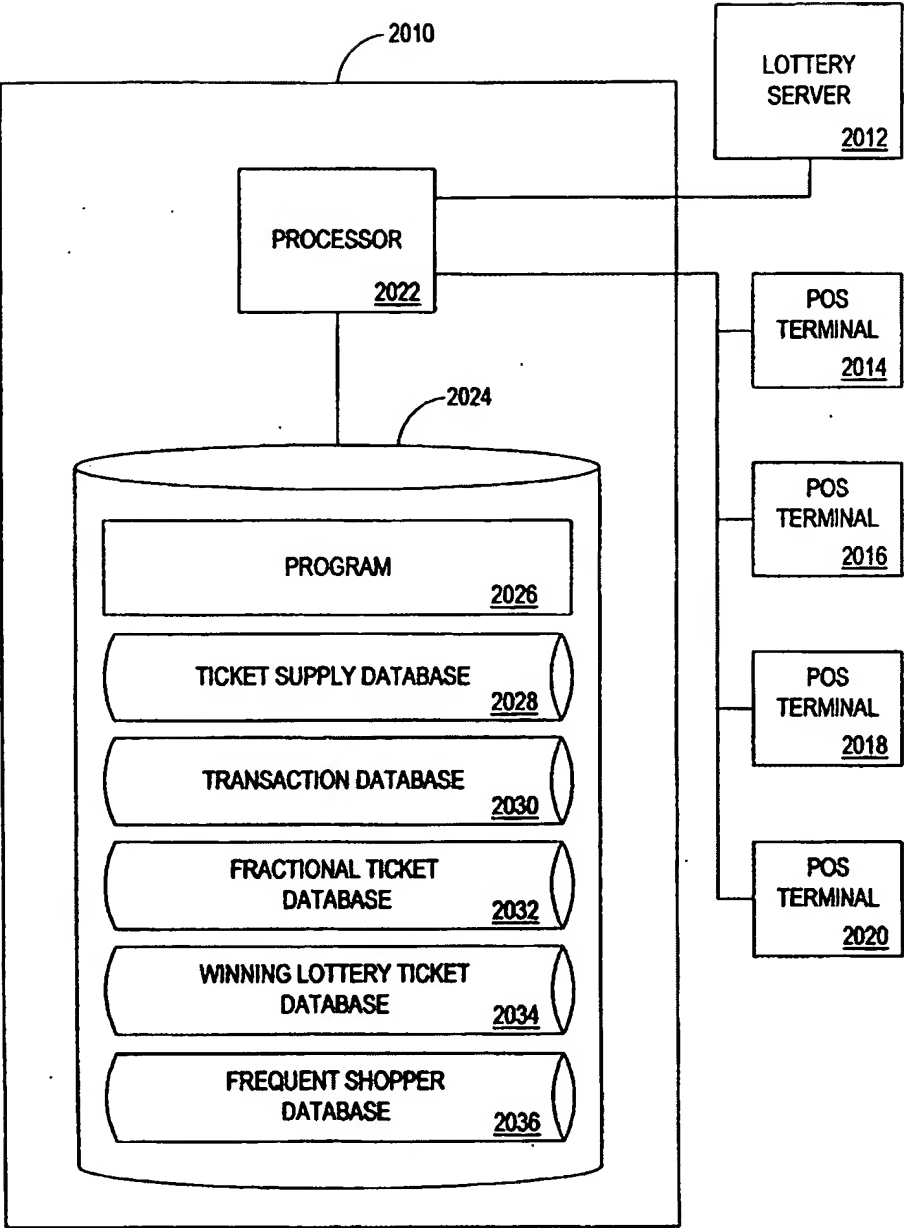 2010
LOTTERY
SERVER
2012
PROCESSOR
2022
POS
TERMINAL
2014
2024
POS
TERMINAL
2016
PROGRAM
2026
TICKET SUPPLY DATABASE
2028
POS
TERMINAL
2018
TRANSACTION DATABASE
2030
FRACTIONAL TICKET
DATABASE
2032
POS
TERMINAL
2020
WINNING LOTTERY TICKET
DATABASE
2034
FREQUENT SHOPPER
DATABASE
2036